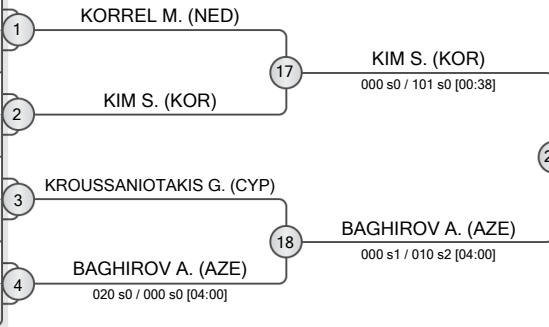 1
KORREL M. (NED)
17
KIM S. (KOR)
000 s0 / 101 s0 [00:38]
2
KIM S. (KOR)
3
KROUSSANIOTAKIS G. (CYP)
18
BAGHIROV A. (AZE)
000 s1 / 010 s2 [04:00]
4
BAGHIROV A. (AZE)
020 s0 / 000 s0 [04:00]